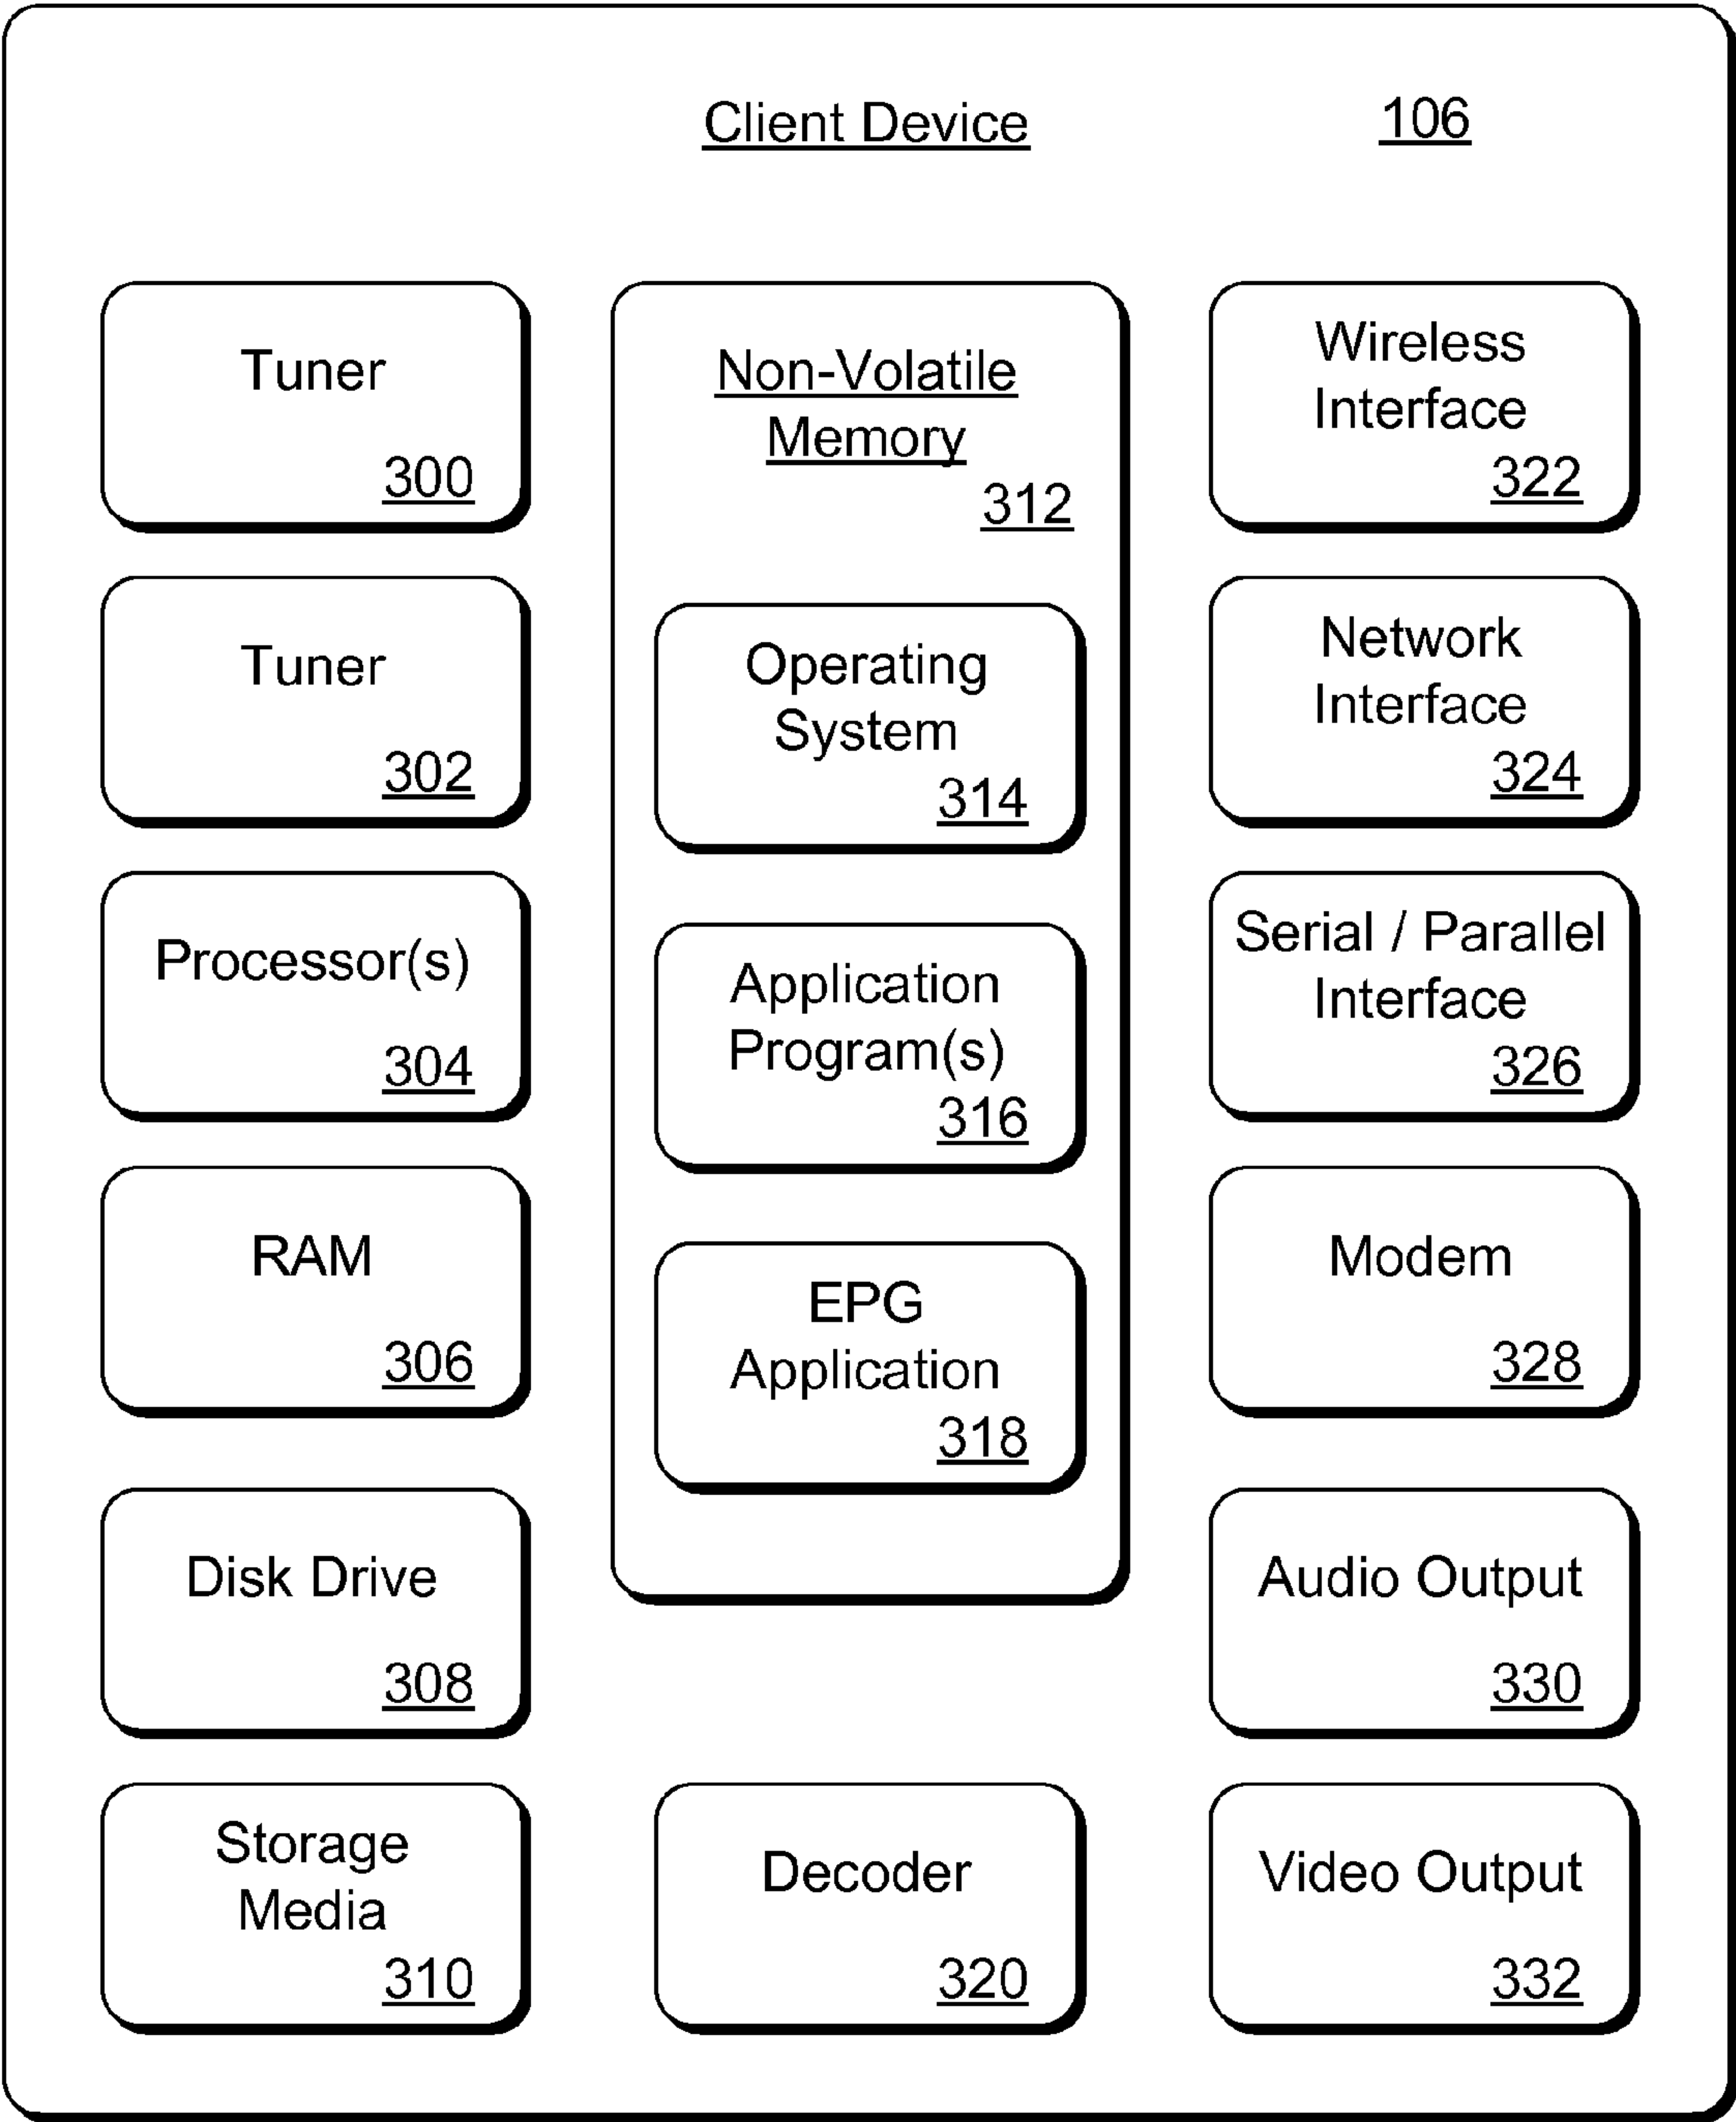 Client Device
106
Tuner
300
Tuner
302
Processor(s)
304
RAM
306
Disk Drive
308
Storage
Media
310
Non-Volatile
Memory
312
Operating
System
314
Application
Program(s)
316
EPG
Application
318
Decoder
320
Wireless
Interface
322
Network
Interface
324
Serial / Parallel
Interface
326
Modem
328
Audio Output
330
Video Output
332